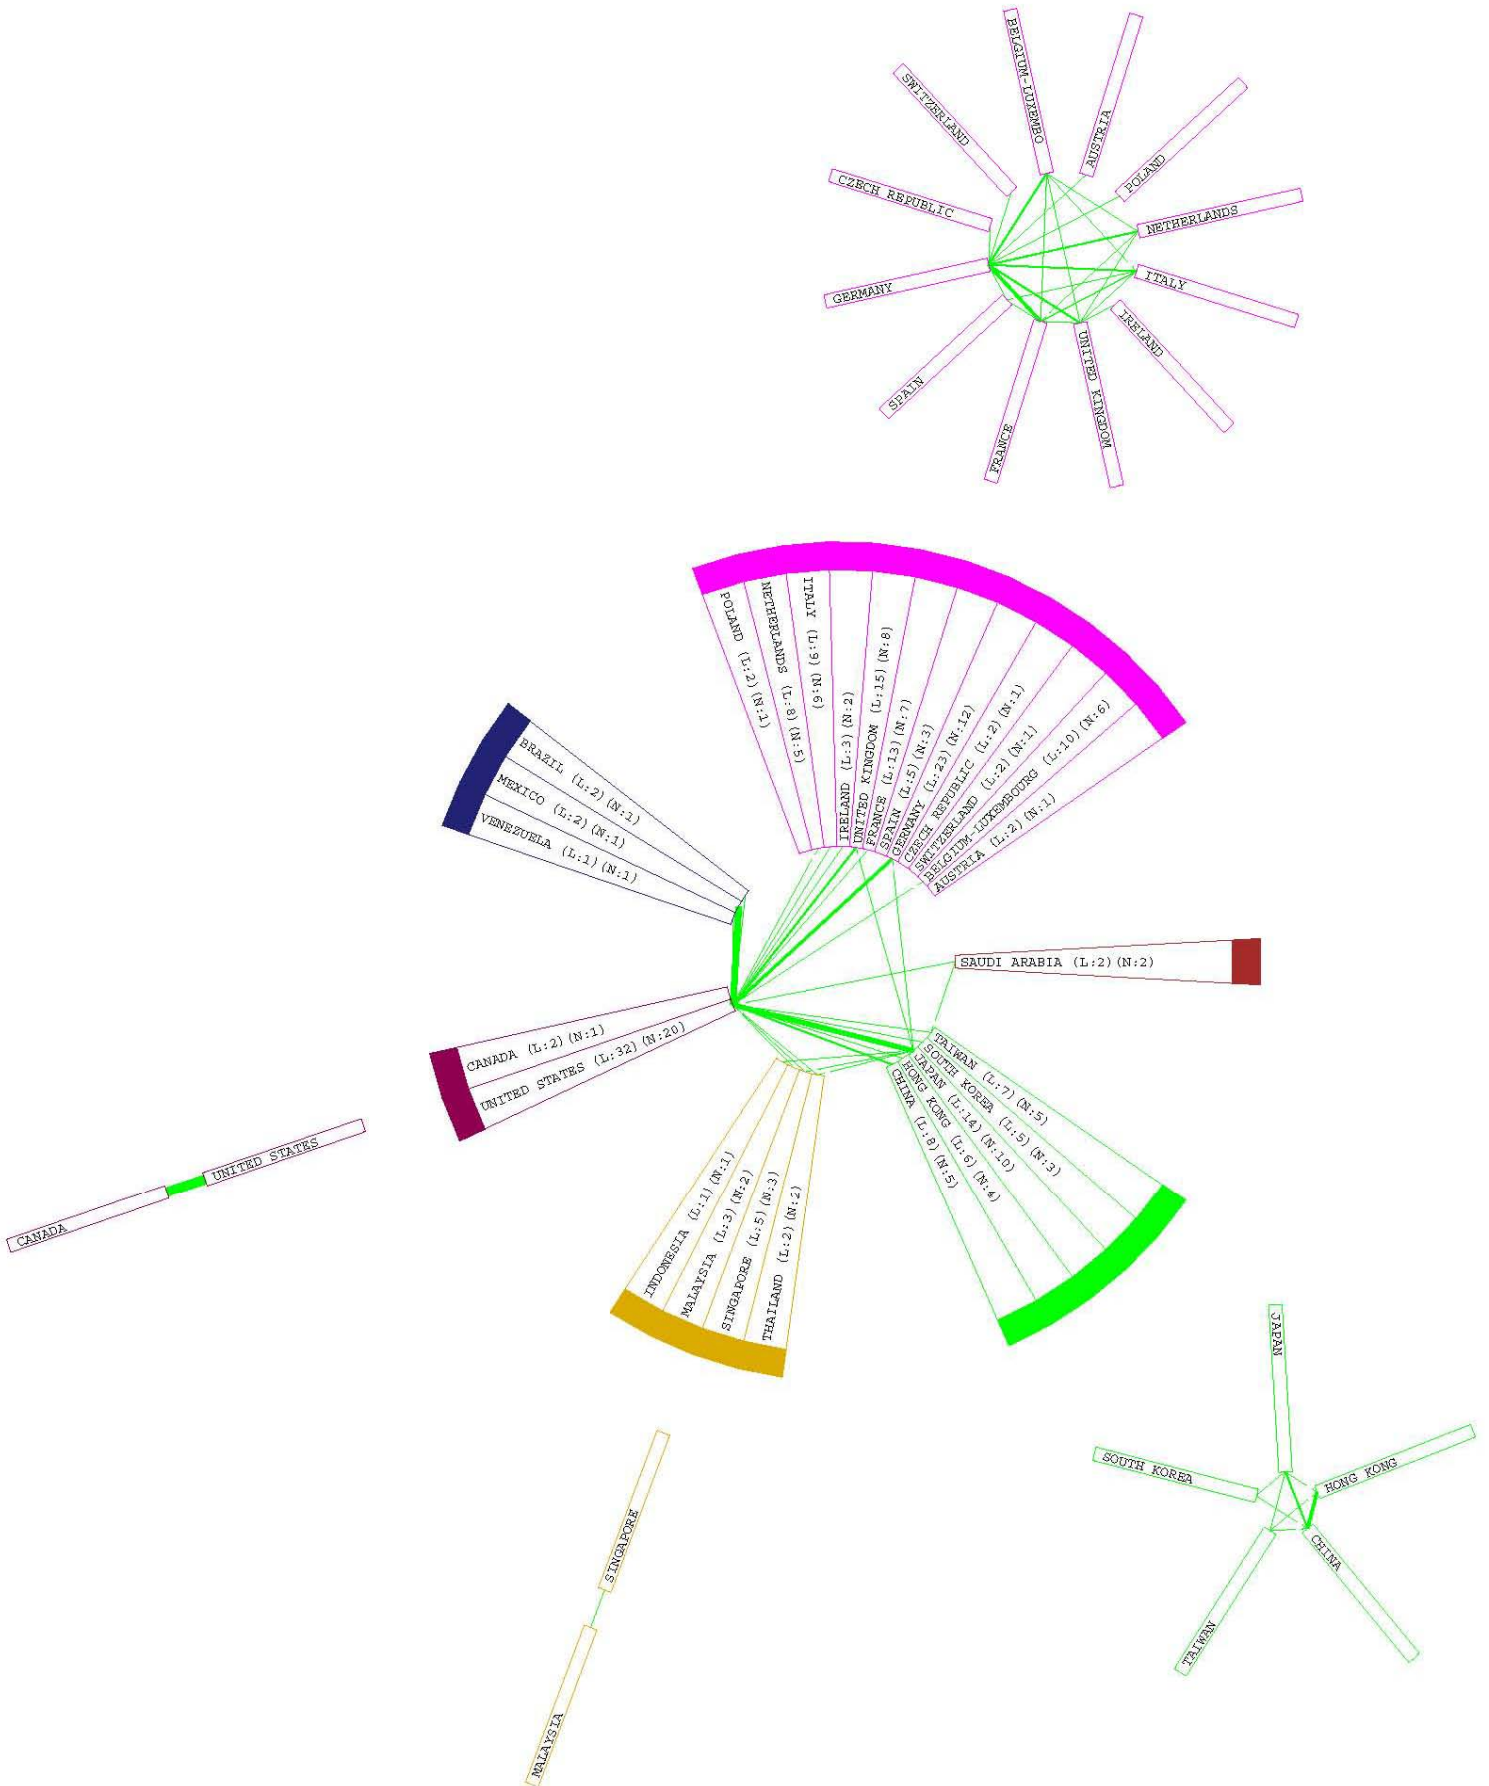 BELGIUM-LUXEMBO
AUSTRIA
SWITZERLAND
POLAND
CZECH REPUBLIC
NETHERLANDS
GERMANY
ITALY
IRELAND
SPAIN
UNITED KINGDOM
FRANCE
POLAND (L:2)(N:1)
NETHERLANDS (L:8)(N:5)
ITALY (L:9)(N:6)
IRELAND (L:3)(N:2)
UNITED KINGDOM (L:15)(N:8)
FRANCE (L:13)(N:7)
SPAIN (L:5)(N:3)
GERMANY (L:23)(N:12)
CZECH REPUBLIC (L:2)(N:1)
SWITZERLAND (L:2)(N:1)
BELGIUM-LUXEMBOURG (L:10)(N:6)
AUSTRIA (L:2)(N:1)
BRAZIL (L:2)(N:1)
MEXICO (L:2)(N:1)
VENEZUELA (L:1)(N:1)
SAUDI ARABIA (L:2)(N:2)
CANADA (L:2)(N:1)
UNITED STATES (L:32)(N:20)
TAIWAN (L:7)(N:5)
SOUTH KOREA (L:5)(N:3)
JAPAN (L:14)(N:10)
HONG KONG (L:6)(N:4)
CHINA (L:8)(N:5)
INDONESIA (L:1)(N:1)
MALAYSIA (L:3)(N:2)
SINGAPORE (L:5)(N:3)
THAILAND (L:2)(N:2)
UNITED STATES
CANADA
JAPAN
SOUTH KOREA
HONG KONG
CHINA
TAIWAN
SINGAPORE
MALAYSIA